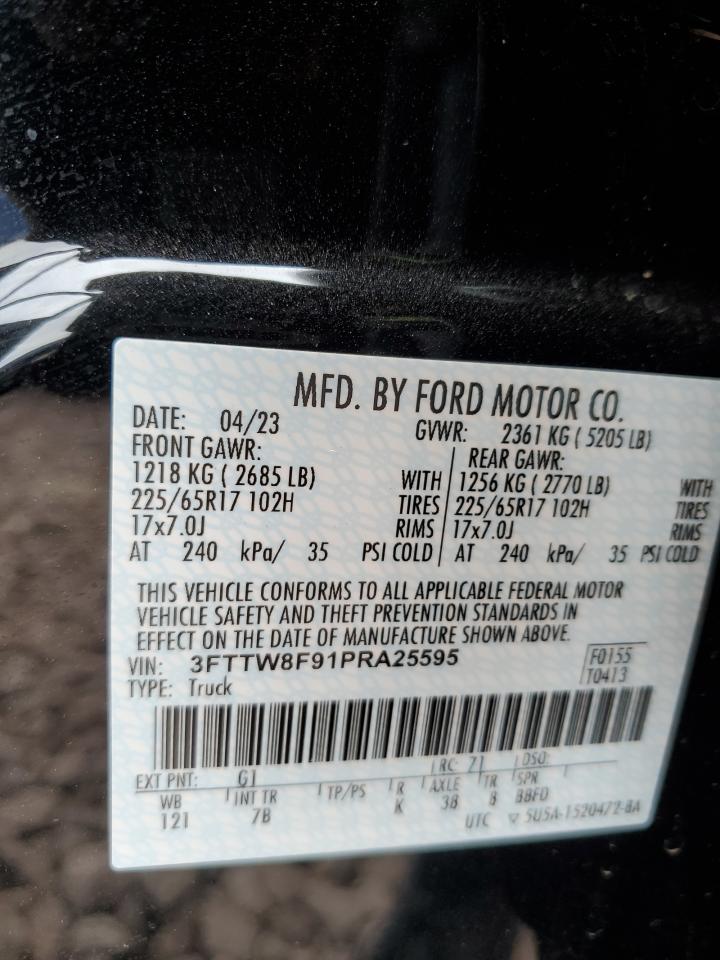 MFD. BY FORD MOTOR CO.
DATE: 04/23 GVWR: 2361 KG ( 5205 LB)
FRONT GAWR: REAR GAWR:
1218 KG ( 2685 LB) WITH 1256 KG ( 2770 LB) WITH
225/65R17 102H TIRES 225/65R17 102H TIRES
17x7.0J RIMS 17x7.0J RIMS
AT 240 kPa/ 35 PSI COLD AT 240 kPa/ 35 PSI COLD
THIS VEHICLE CONFORMS TO ALL APPLICABLE FEDERAL MOTOR
VEHICLE SAFETY AND THEFT PREVENTION STANDARDS IN
EFFECT ON THE DATE OF MANUFACTURE SHOWN ABOVE.
VIN: 3FTTW8F91PRA25595 F0155
TYPE: Truck T0413
EXT PNT: G1 RC: 71 DSO:
WB INT TR TP/PS R AXLE TR SPR
121 7B K 38 8 BBFD
UTC ▽ 5U5A-1520472-BA